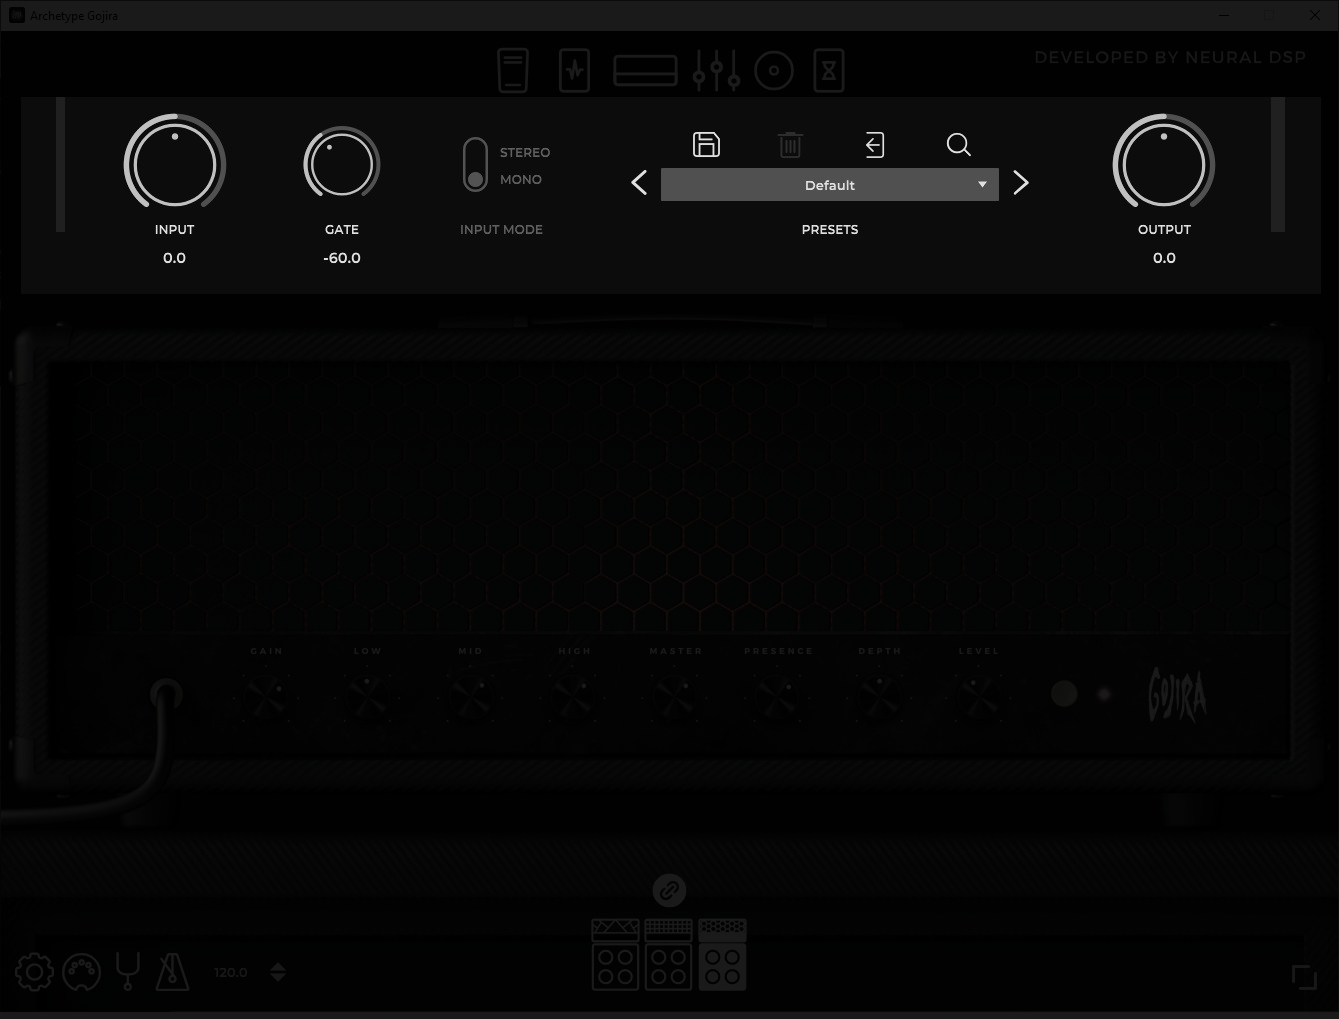 Archetype Gojira
DEVELOPED BY NEURAL DSP
STEREO
MONO
Default
INPUT
GATE
INPUT MODE
PRESETS
OUTPUT
0.0
-60.0
0.0
GAIN
LOW
MID
HIGH
MASTER
PRESENCE
DEPTH
LEVEL
GOJIRA
120.0